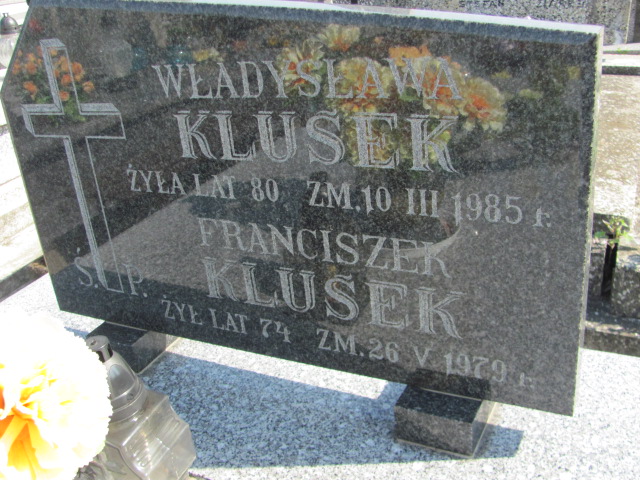 WŁADYSŁAWA
KLUSEK
ŻYŁA LAT 80 ZM. 10 III 1985 r.
FRANCISZEK
KLUSEK
Ś. P.
ŻYŁ LAT 74 ZM. 26 V 1979 r.